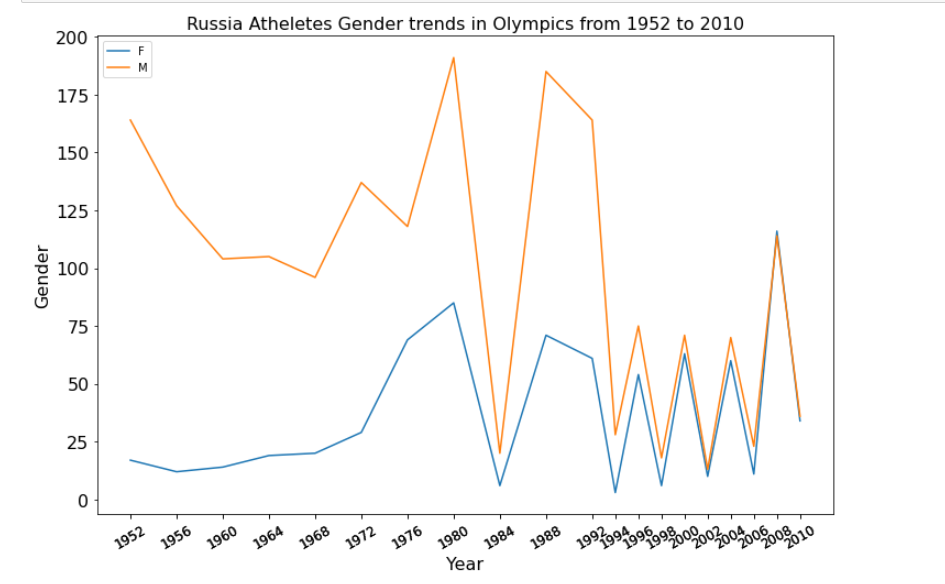 Russia Atheletes Gender trends in Olympics from 1952 to 2010
F
M
200
175
150
125
100
75
50
25
0
Gender
1952 1956 1960 1964 1968 1972 1976 1980 1984 1988 1992 1994 1996 1998 2000 2002 2004 2006 2008 2010
Year